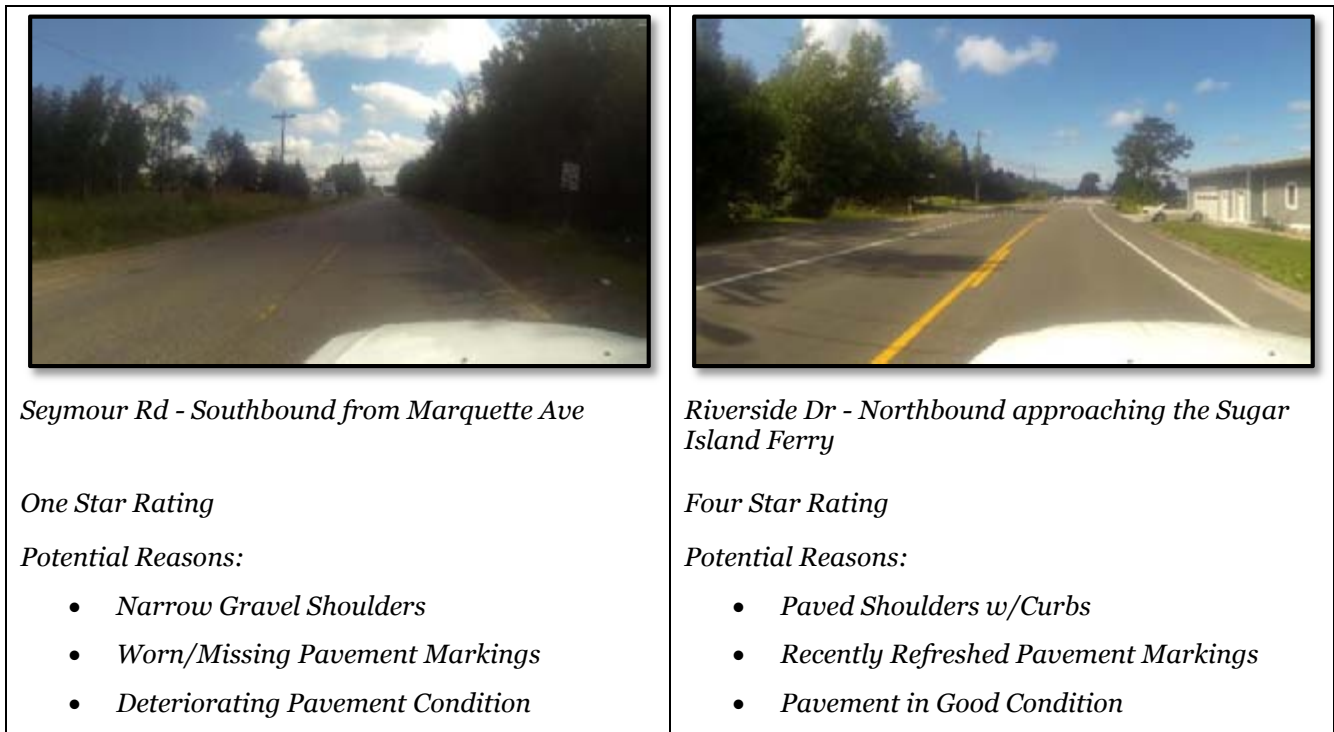 Seymour Rd - Southbound from Marquette Ave
One Star Rating
Potential Reasons:
• Narrow Gravel Shoulders
• Worn/Missing Pavement Markings
• Deteriorating Pavement Condition
Riverside Dr - Northbound approaching the Sugar
Island Ferry
Four Star Rating
Potential Reasons:
• Paved Shoulders w/Curbs
• Recently Refreshed Pavement Markings
• Pavement in Good Condition